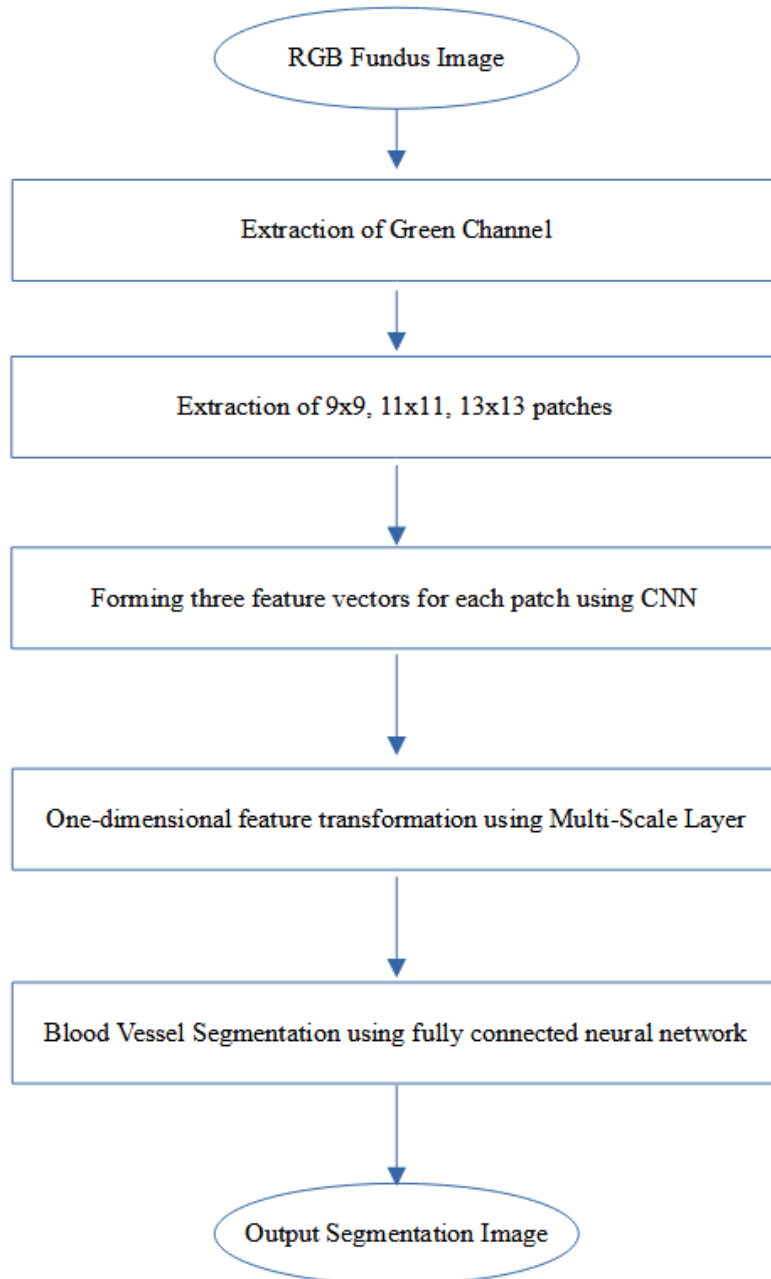 RGB Fundus Image
Extraction of Green Channel
Extraction of 9x9, 11x11, 13x13 patches
Forming three feature vectors for each patch using CNN
One-dimensional feature transformation using Multi-Scale Layer
Blood Vessel Segmentation using fully connected neural network
Output Segmentation Image